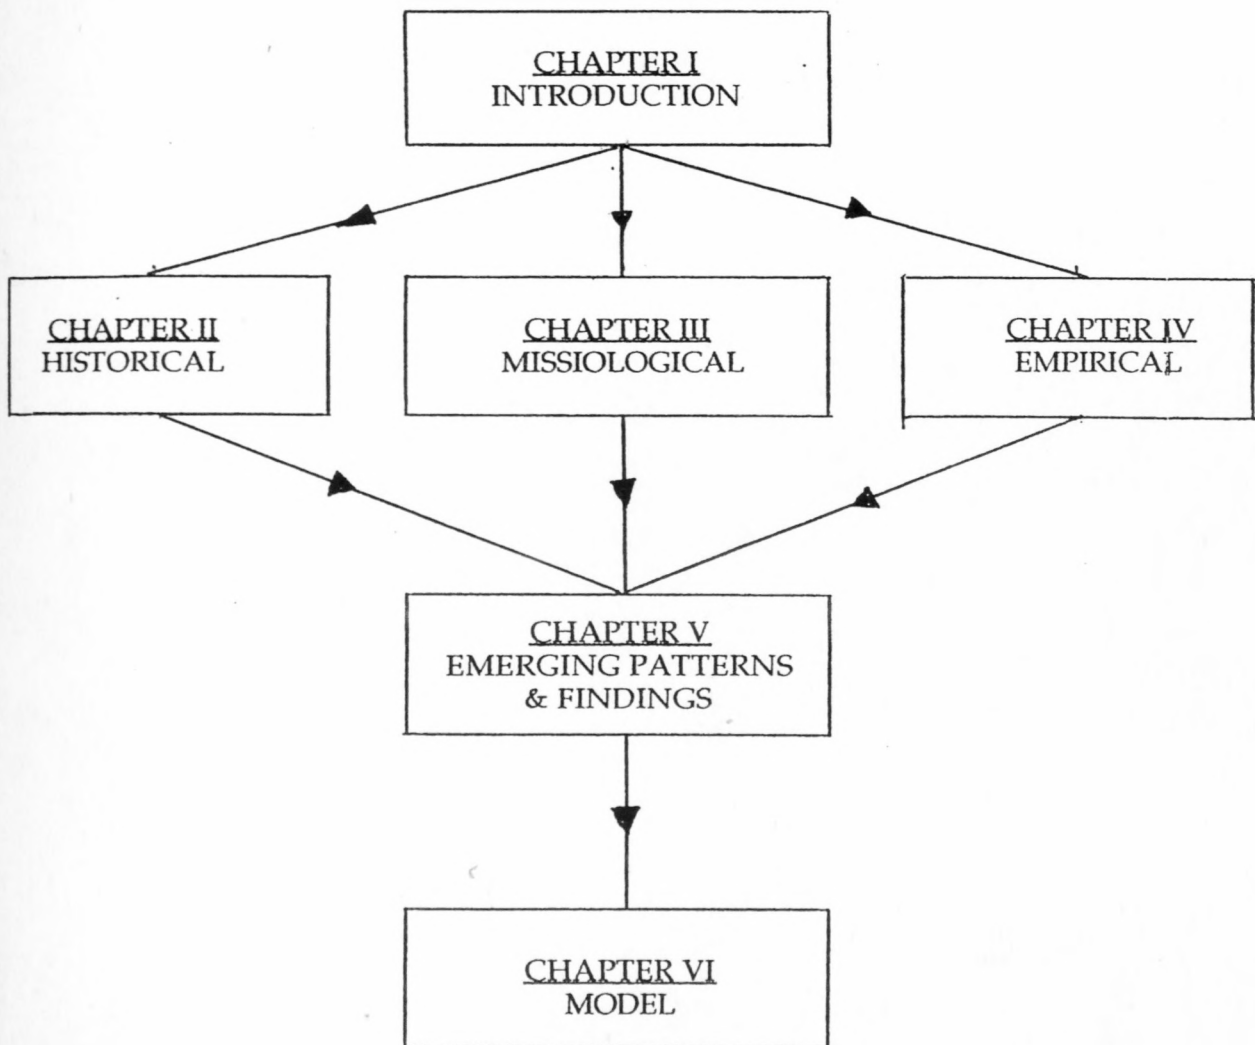 CHAPTER I
INTRODUCTION
CHAPTER II
HISTORICAL
CHAPTER III
MISSIOLOGICAL
CHAPTER IV
EMPIRICAL
CHAPTER V
EMERGING PATTERNS
& FINDINGS
CHAPTER VI
MODEL